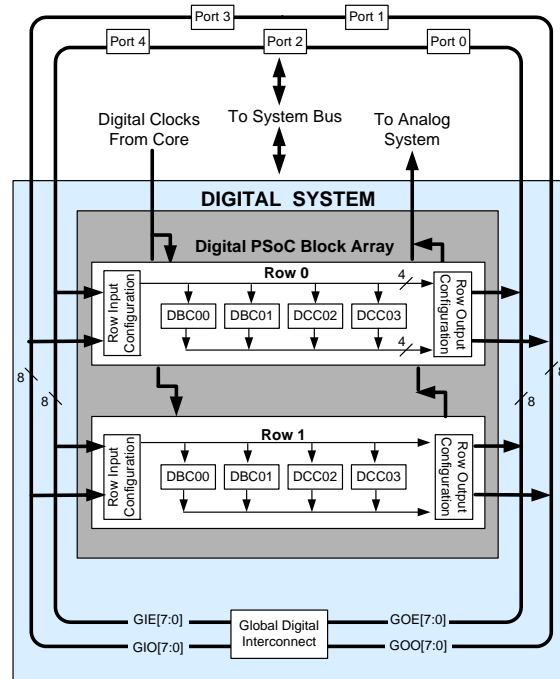 Port 3
Port 1
Port 4
Port 2
Port 0
Digital Clocks
From Core
To System Bus
To Analog
System
DIGITAL SYSTEM
Digital PSoC Block Array
Row 0
4
Row Input
Configuration
DBC00
DBC01
DCC02
DCC03
4
Row Output
Configuration
8
8
8
8
Row 1
Row Input
Configuration
DBC00
DBC01
DCC02
DCC03
Row Output
Configuration
GIE[7:0]
GIO[7:0]
Global Digital
Interconnect
GOE[7:0]
GOO[7:0]